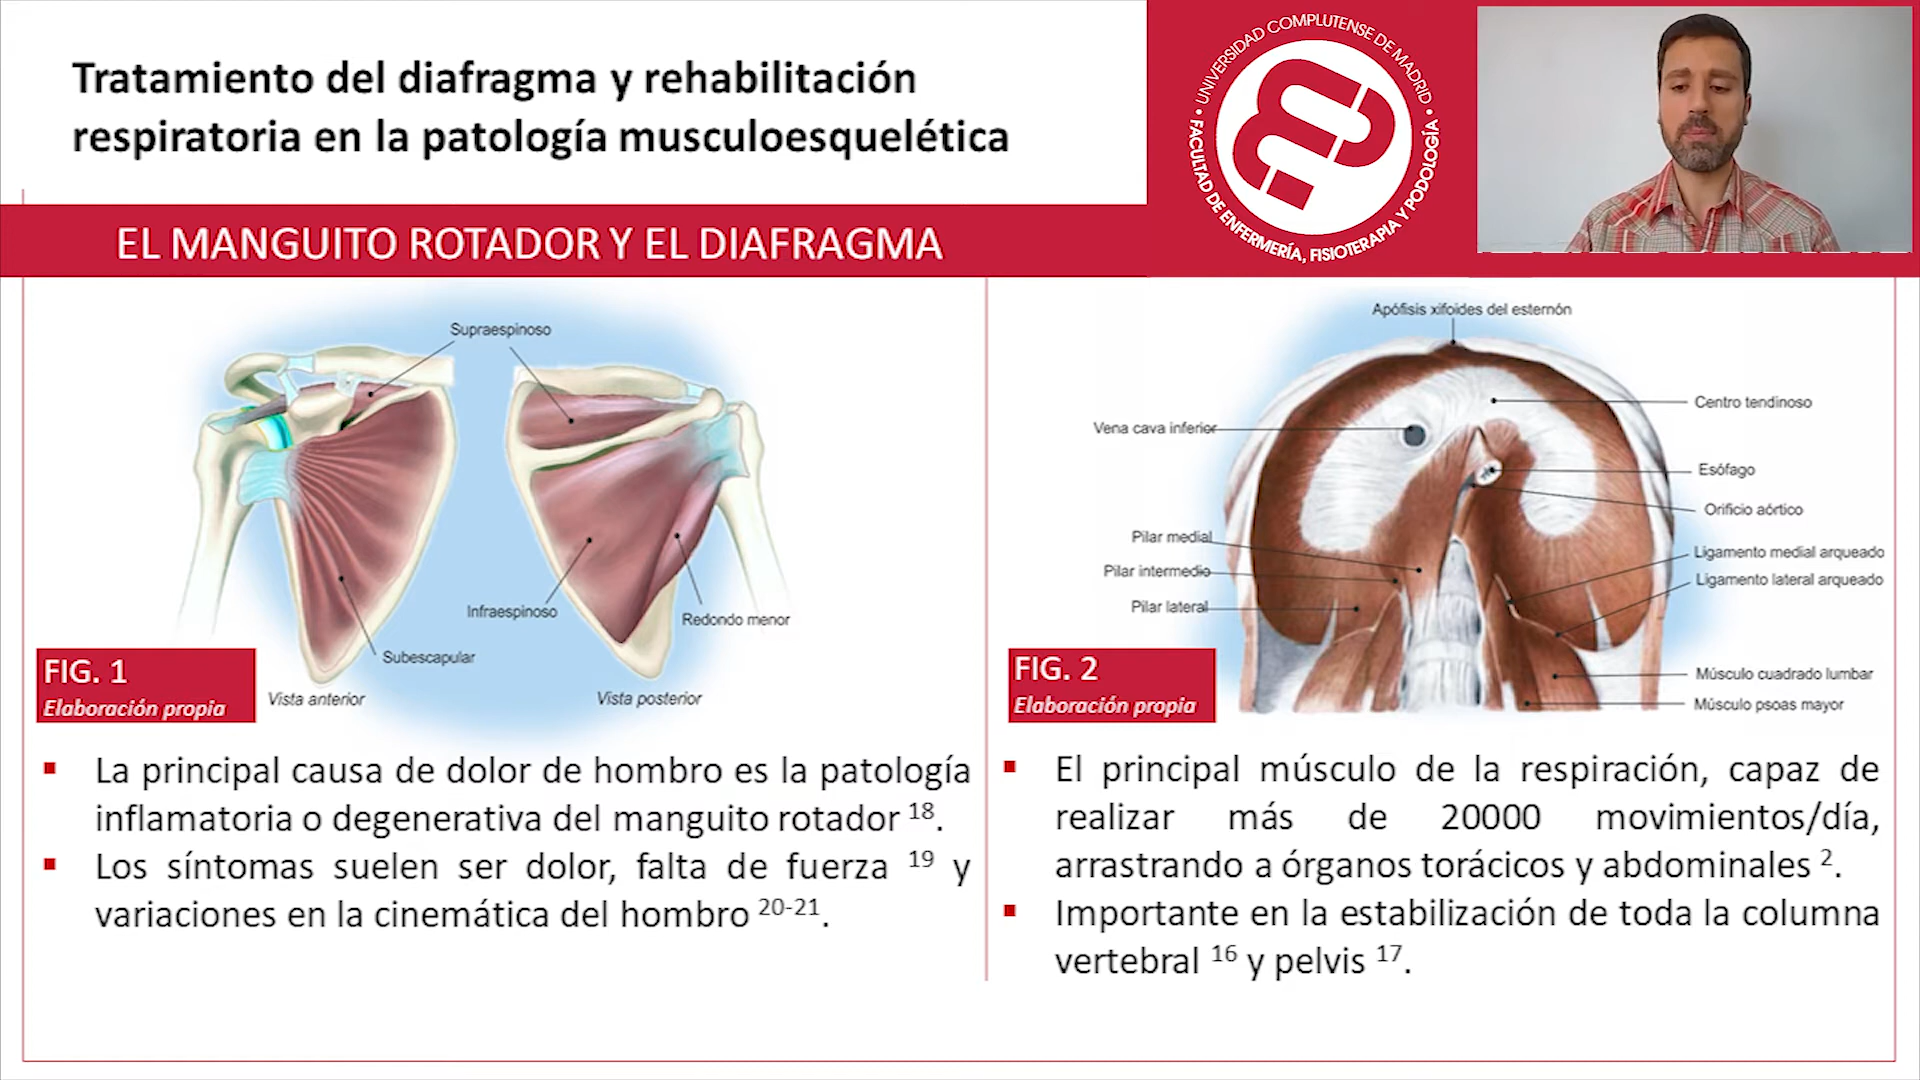 Tratamiento del diafragma y rehabilitación
respiratoria en la patología musculoesquelética
• UNIVERSIDAD COMPLUTENSE DE MADRID •
FACULTAD DE ENFERMERÍA, FISIOTERAPIA Y PODOLOGÍA
EL MANGUITO ROTADOR Y EL DIAFRAGMA
Supraespinoso
Infraespinoso
Redondo menor
Subescapular
Vista anterior
Vista posterior
FIG. 1
Elaboración propia
▪ La principal causa de dolor de hombro es la patología
inflamatoria o degenerativa del manguito rotador 18.
▪ Los síntomas suelen ser dolor, falta de fuerza 19 y
variaciones en la cinemática del hombro 20-21.
Apófisis xifoides del esternón
Centro tendinoso
Vena cava inferior
Esófago
Orificio aórtico
Pilar medial
Ligamento medial arqueado
Pilar intermedio
Ligamento lateral arqueado
Pilar lateral
Músculo cuadrado lumbar
Músculo psoas mayor
FIG. 2
Elaboración propia
▪ El principal músculo de la respiración, capaz de
realizar más de 20000 movimientos/día,
arrastrando a órganos torácicos y abdominales 2.
▪ Importante en la estabilización de toda la columna
vertebral 16 y pelvis 17.